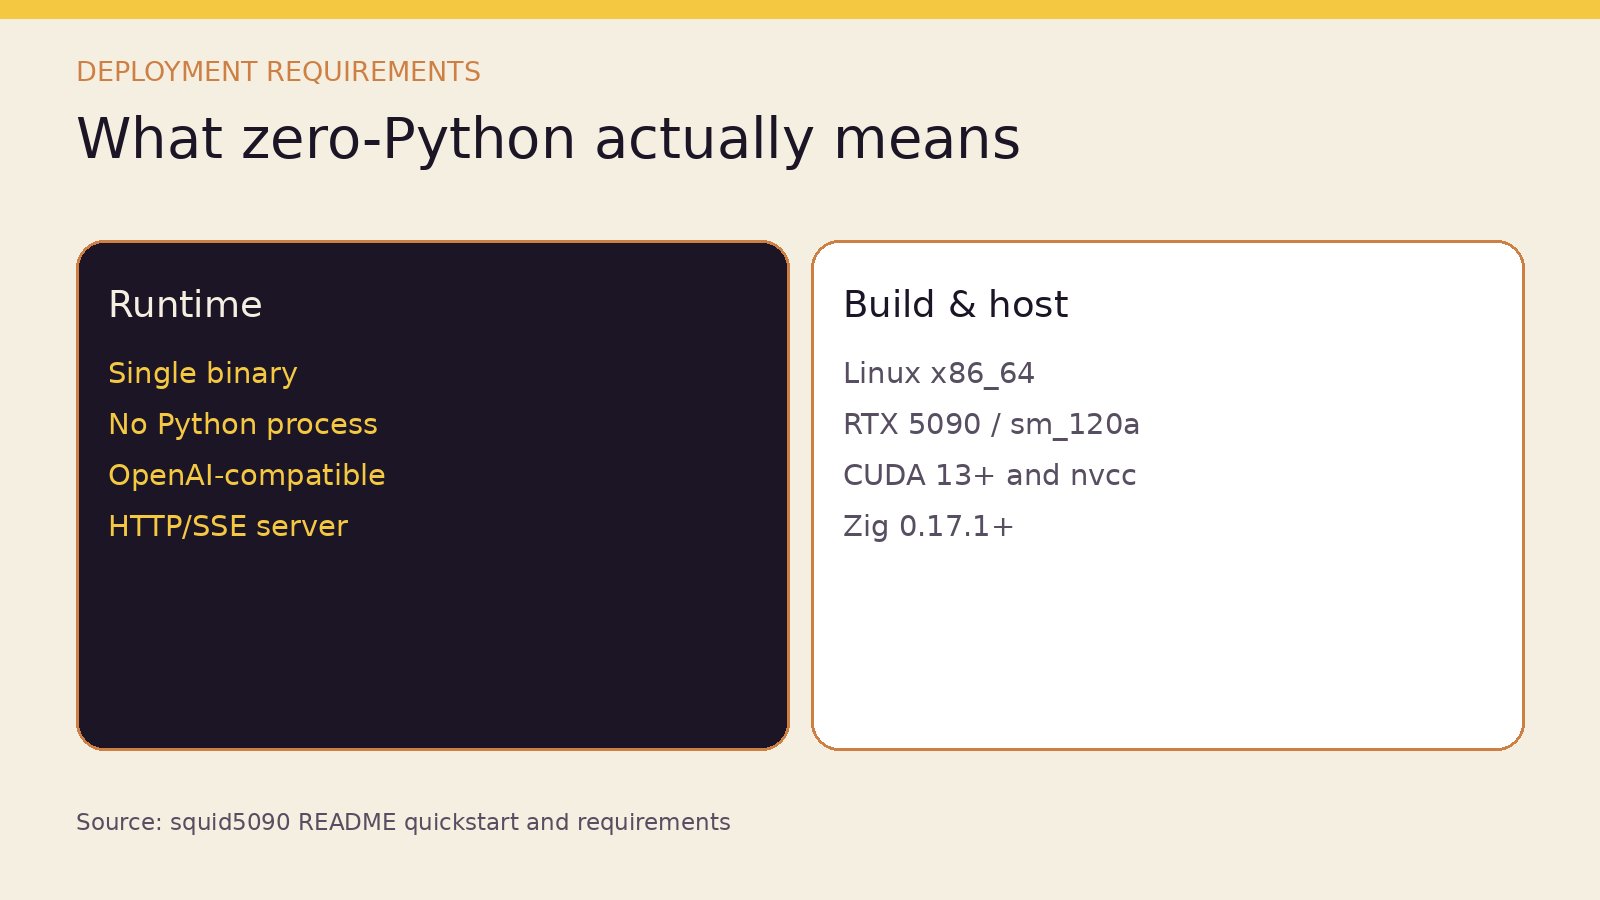 DEPLOYMENT REQUIREMENTS
What zero-Python actually means
Runtime
Single binary
No Python process
OpenAI-compatible
HTTP/SSE server
Build & host
Linux x86_64
RTX 5090 / sm_120a
CUDA 13+ and nvcc
Zig 0.17.1+
Source: squid5090 README quickstart and requirements